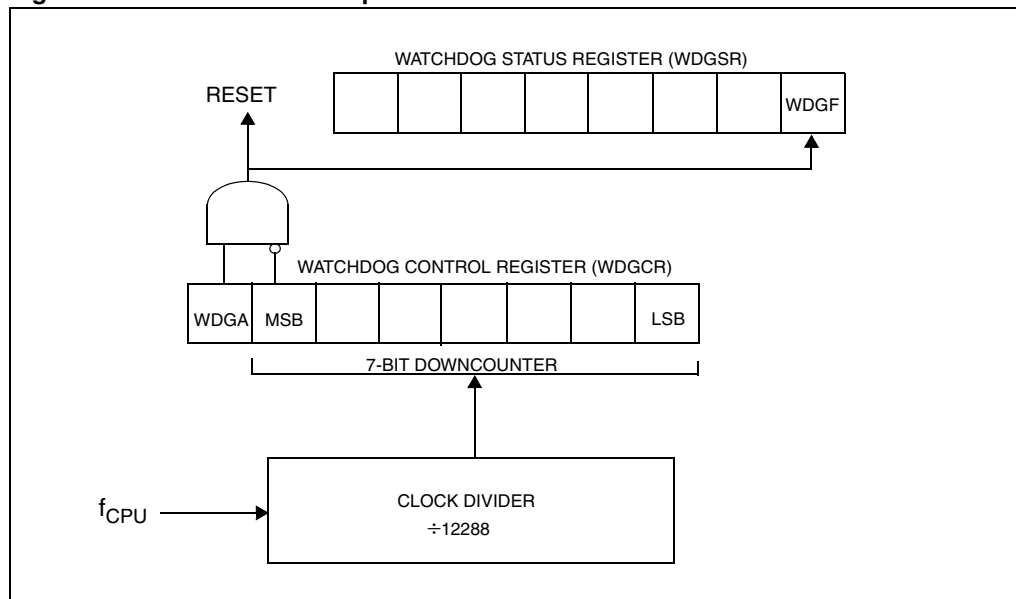 WATCHDOG STATUS REGISTER (WDGSR)
RESET
WDGF
WATCHDOG CONTROL REGISTER (WDGCR)
WDGA MSB LSB
7-BIT DOWNCOUNTER
fCPU
CLOCK DIVIDER
÷12288